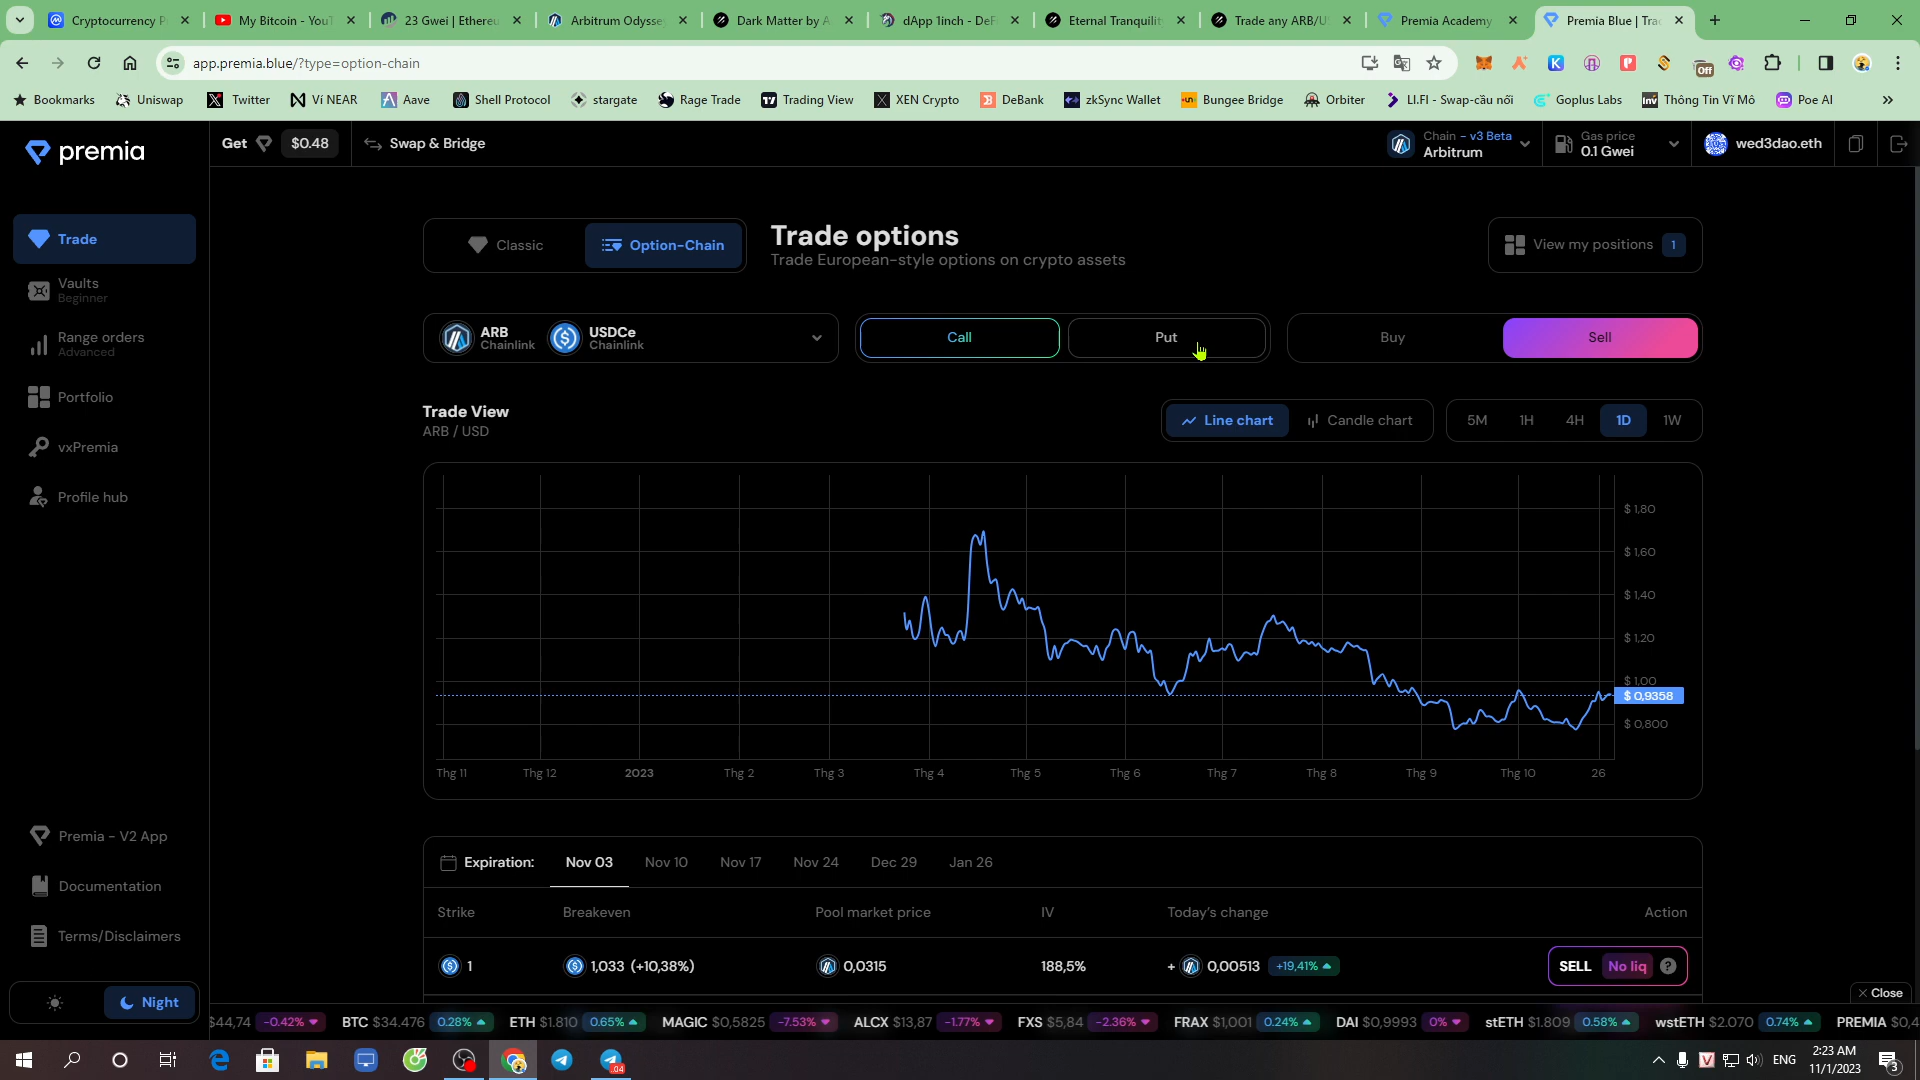 Cryptocurrency P
My Bitcoin - YouT
23 Gwei | Ethereu
Arbitrum Odysse
Dark Matter by A
dApp 1inch - DeF
Eternal Tranquilit
Trade any ARB/U
Premia Academy
Premia Blue | Tra
app.premia.blue/?type=option-chain
Off
Bookmarks
Uniswap
Twitter
Ví NEAR
Aave
Shell Protocol
stargate
Rage Trade
Trading View
XEN Crypto
DeBank
zkSync Wallet
Bungee Bridge
Orbiter
LI.FI - Swap-cầu nối
Goplus Labs
Thông Tin Vĩ Mô
Poe AI
premia
Get $0.48
Swap & Bridge
Chain - v3 Beta
Arbitrum
Gas price
0.1 Gwei
wed3dao.eth
Trade
Vaults
Beginner
Range orders
Advanced
Portfolio
vxPremia
Profile hub
Premia - V2 App
Documentation
Terms/Disclaimers
Night
Classic
Option-Chain
Trade options
Trade European-style options on crypto assets
View my positions 1
ARB
Chainlink
USDCe
Chainlink
Call
Put
Buy
Sell
Trade View
ARB / USD
Line chart
Candle chart
5M 1H 4H 1D 1W
$ 1,80
$ 1,60
$ 1,40
$ 1,20
$ 1,00
$ 0,9358
$ 0,800
Thg 11 Thg 12 2023 Thg 2 Thg 3 Thg 4 Thg 5 Thg 6 Thg 7 Thg 8 Thg 9 Thg 10 26
Expiration: Nov 03 Nov 10 Nov 17 Nov 24 Dec 29 Jan 26
Strike Breakeven Pool market price IV Today's change Action
1 1,033 (+10,38%) 0,0315 188,5% + 0,00513 +19,41% SELL No liq ?
Close
$44,74 -0.42% BTC $34.476 0.28% ETH $1.810 0.65% MAGIC $0,5825 -7.53% ALCX $13,87 -1.77% FXS $5,84 -2.36% FRAX $1,001 0.24% DAI $0,9993 0% stETH $1.809 0.58% wstETH $2.070 0.74% PREMIA $0,4
04
ENG
2:23 AM
11/1/2023
3